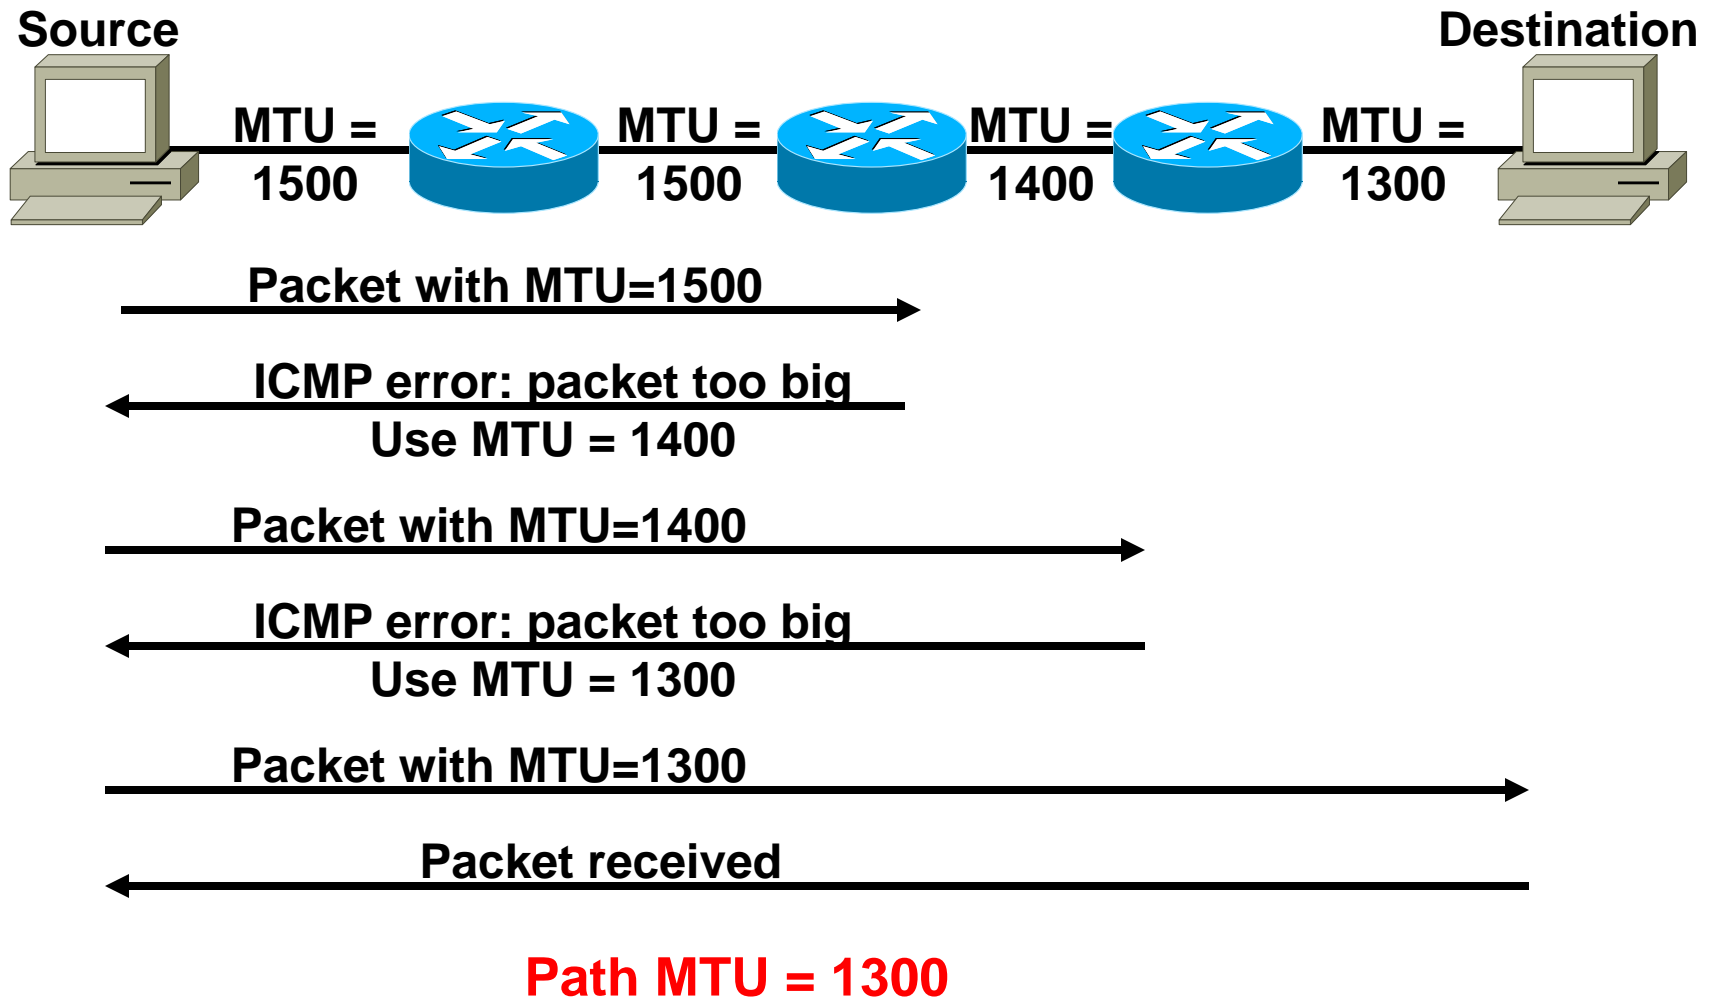 Source
Destination
MTU =
1500
MTU =
1500
MTU =
1400
MTU =
1300
Packet with MTU=1500
ICMP error: packet too big
Use MTU = 1400
Packet with MTU=1400
ICMP error: packet too big
Use MTU = 1300
Packet with MTU=1300
Packet received
Path MTU = 1300